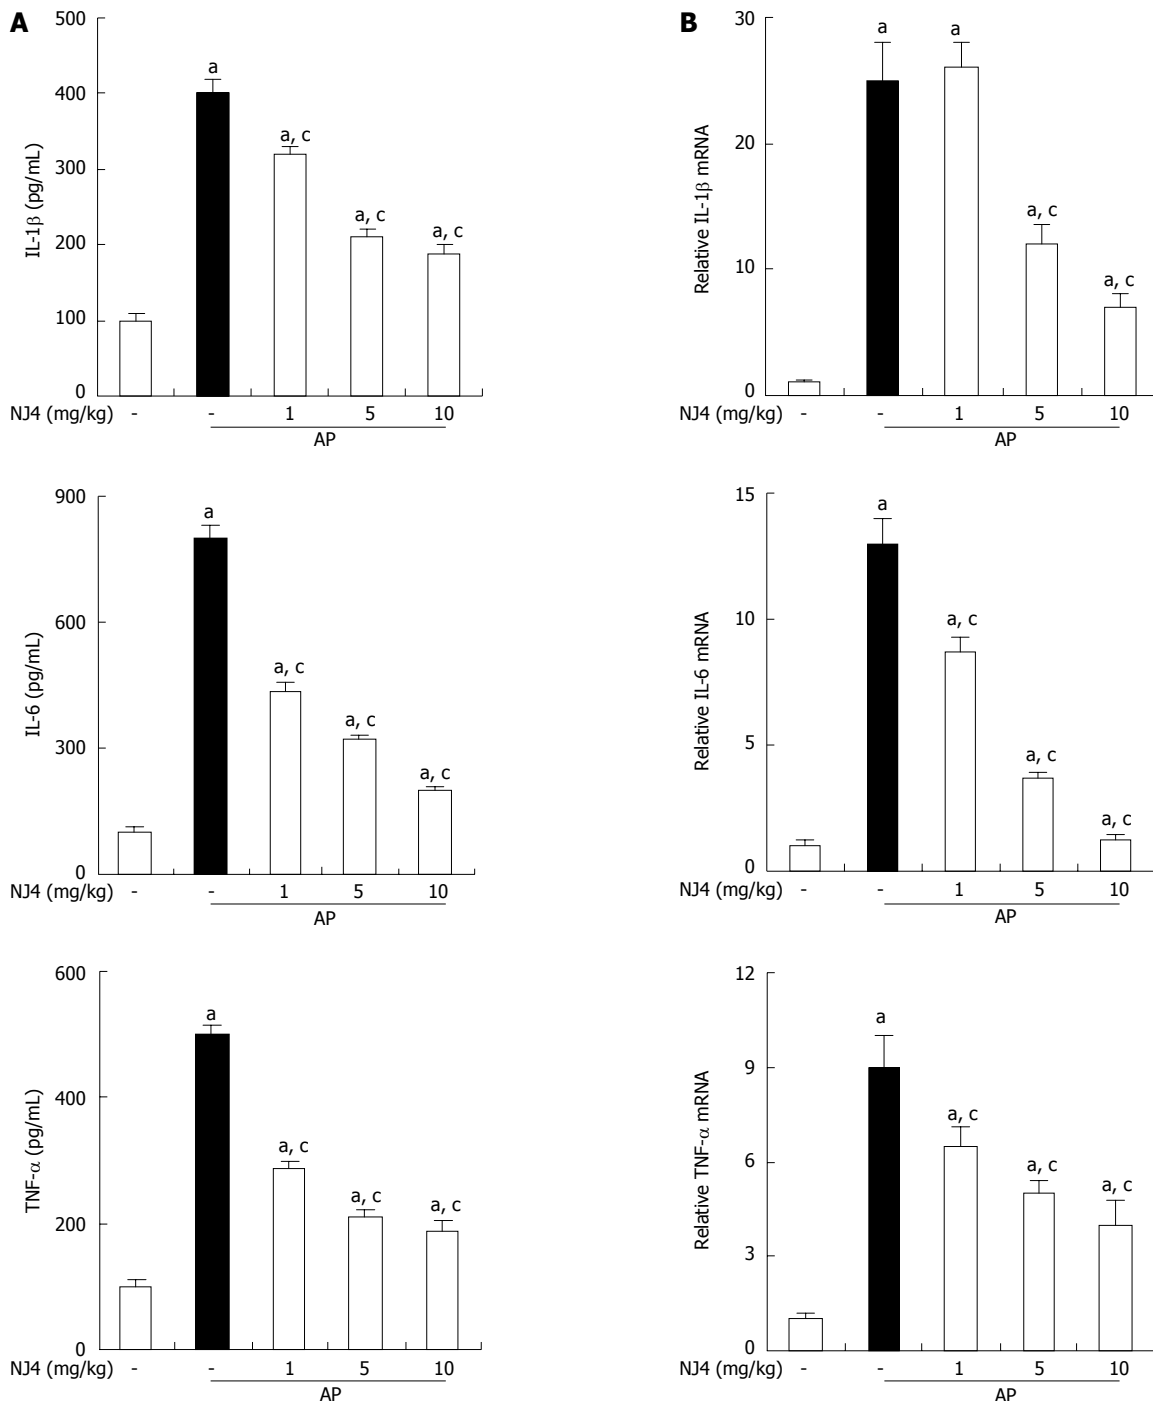 A
500
400
300
200
100
0
IL-1β (pg/mL)
a
a, c
a, c
a, c
NJ4 (mg/kg) - - 1 5 10
AP
B
30
20
10
0
Relative IL-1β mRNA
a
a
a, c
a, c
NJ4 (mg/kg) - - 1 5 10
AP
900
600
300
0
IL-6 (pg/mL)
a
a, c
a, c
a, c
NJ4 (mg/kg) - - 1 5 10
AP
15
10
5
0
Relative IL-6 mRNA
a
a, c
a, c
a, c
NJ4 (mg/kg) - - 1 5 10
AP
600
400
200
0
TNF-α (pg/mL)
a
a, c
a, c
a, c
NJ4 (mg/kg) - - 1 5 10
AP
12
9
6
3
0
Relative TNF-α mRNA
a
a, c
a, c
a, c
NJ4 (mg/kg) - - 1 5 10
AP